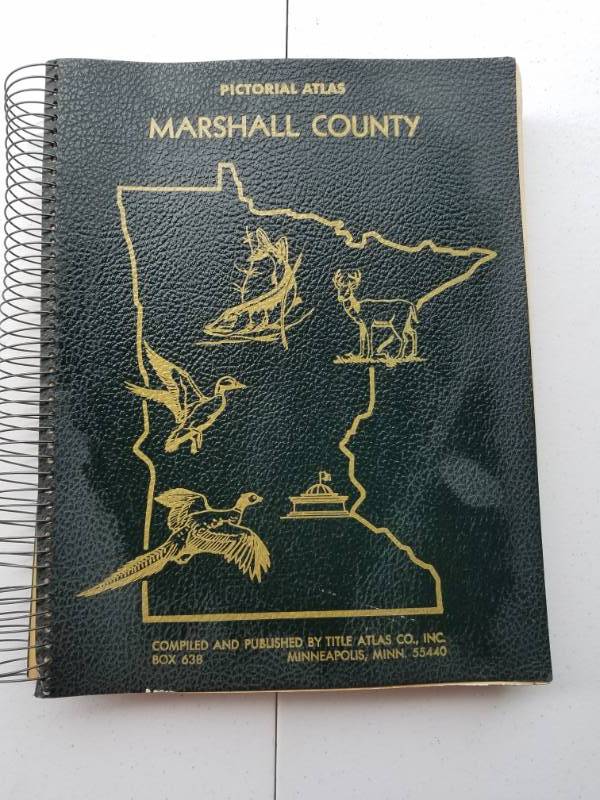 PICTORIAL ATLAS
MARSHALL COUNTY
COMPILED AND PUBLISHED BY TITLE ATLAS CO., INC.
BOX 638 MINNEAPOLIS, MINN. 55440